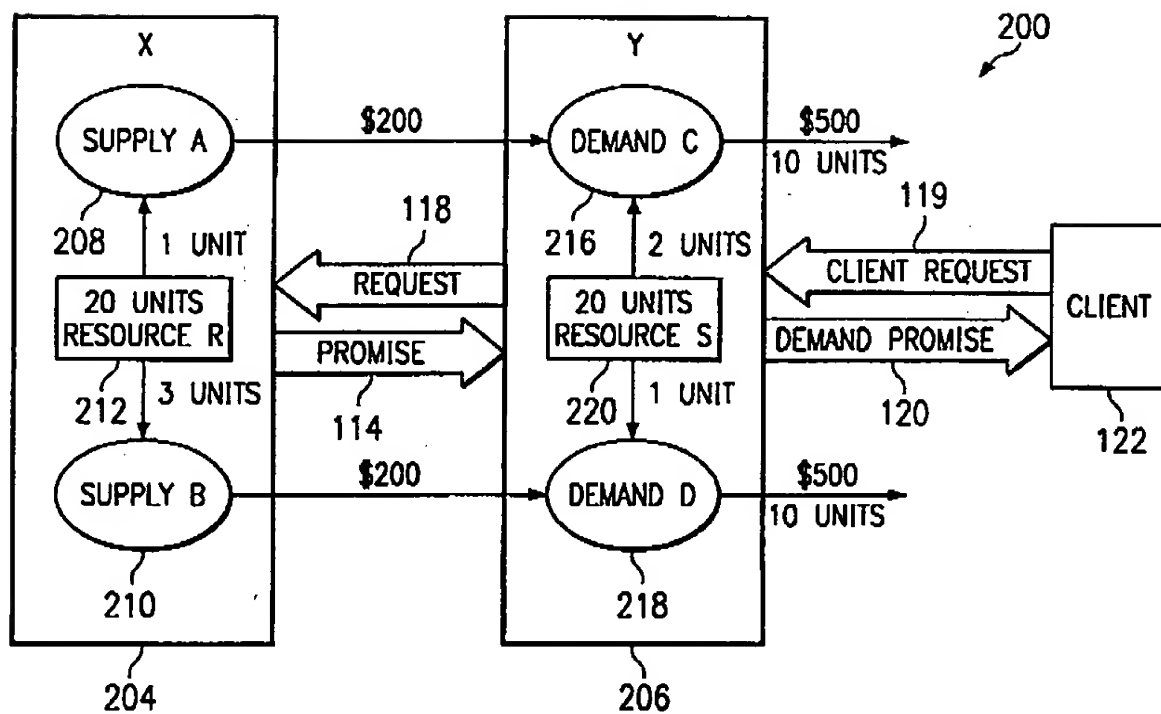 200
X
Y
SUPPLY A
$200
DEMAND C
$500
10 UNITS
208
1 UNIT
118
216
2 UNITS
119
REQUEST
CLIENT REQUEST
20 UNITS
RESOURCE R
20 UNITS
RESOURCE S
CLIENT
PROMISE
DEMAND PROMISE
212
3 UNITS
114
220
1 UNIT
120
122
SUPPLY B
$200
DEMAND D
$500
10 UNITS
210
218
204
206